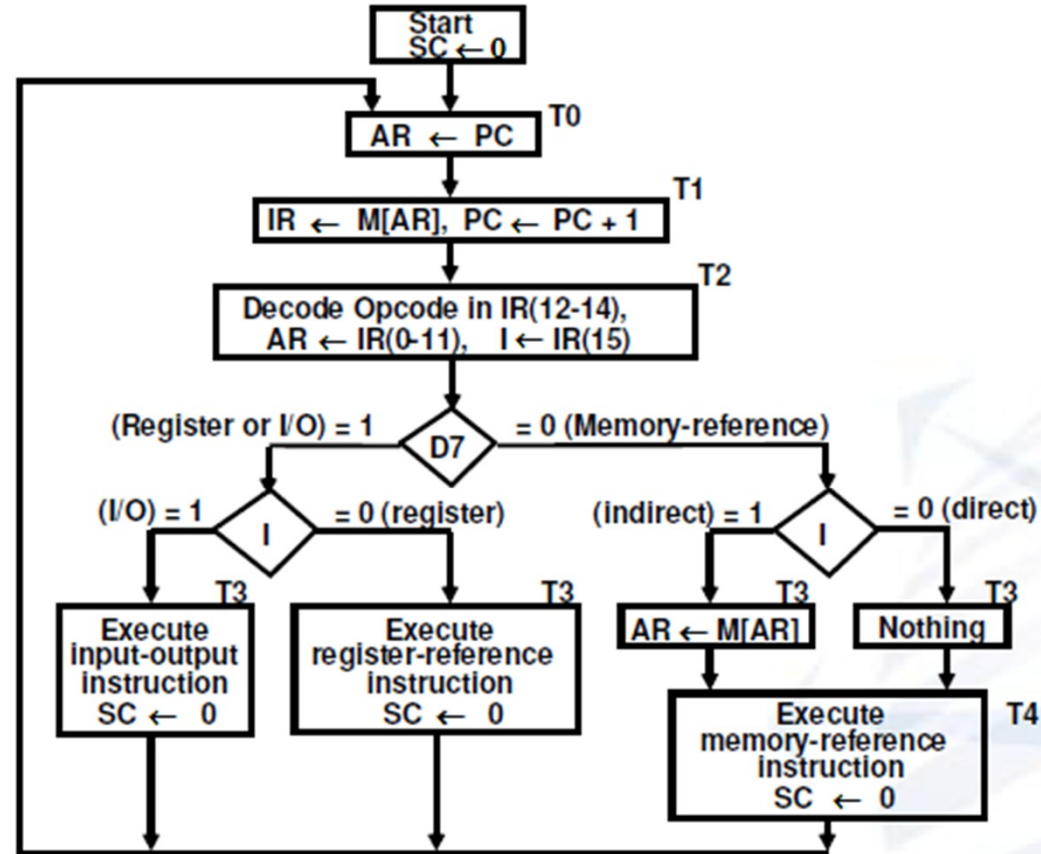 Start
SC ← 0
T0
AR ← PC
T1
IR ← M[AR], PC ← PC + 1
T2
Decode Opcode in IR(12-14),
AR ← IR(0-11), I ← IR(15)
(Register or I/O) = 1
D7
= 0 (Memory-reference)
(I/O) = 1
I
= 0 (register)
(indirect) = 1
I
= 0 (direct)
T3
Execute
input-output
instruction
SC ← 0
T3
Execute
register-reference
instruction
SC ← 0
T3
AR ← M[AR]
T3
Nothing
T4
Execute
memory-reference
instruction
SC ← 0